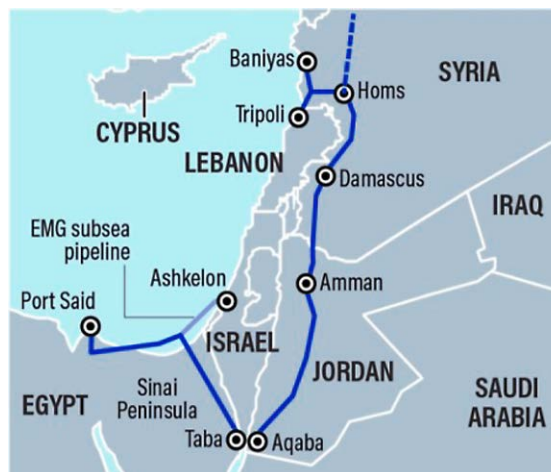 Baniyas
SYRIA
Homs
Tripoli
CYPRUS
LEBANON
Damascus
IRAQ
EMG subsea
pipeline
Ashkelon
Amman
Port Said
ISRAEL
JORDAN
Sinai
Peninsula
EGYPT
SAUDI
ARABIA
Taba
Aqaba